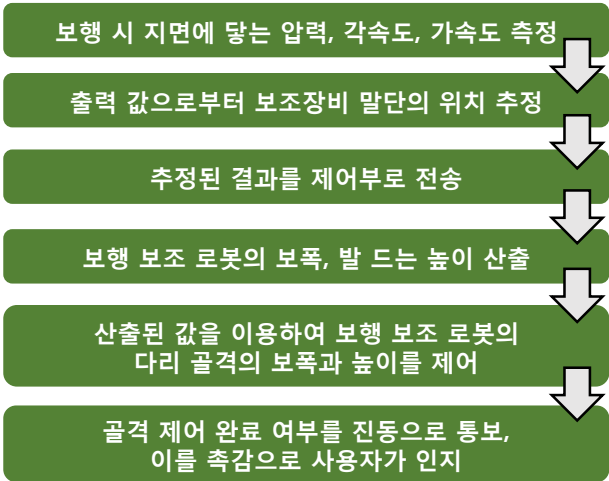 보행 시 지면에 닿는 압력, 각속도, 가속도 측정
출력 값으로부터 보조장비 말단의 위치 추정
추정된 결과를 제어부로 전송
보행 보조 로봇의 보폭, 발 드는 높이 산출
산출된 값을 이용하여 보행 보조 로봇의
다리 골격의 보폭과 높이를 제어
골격 제어 완료 여부를 진동으로 통보,
이를 촉감으로 사용자가 인지